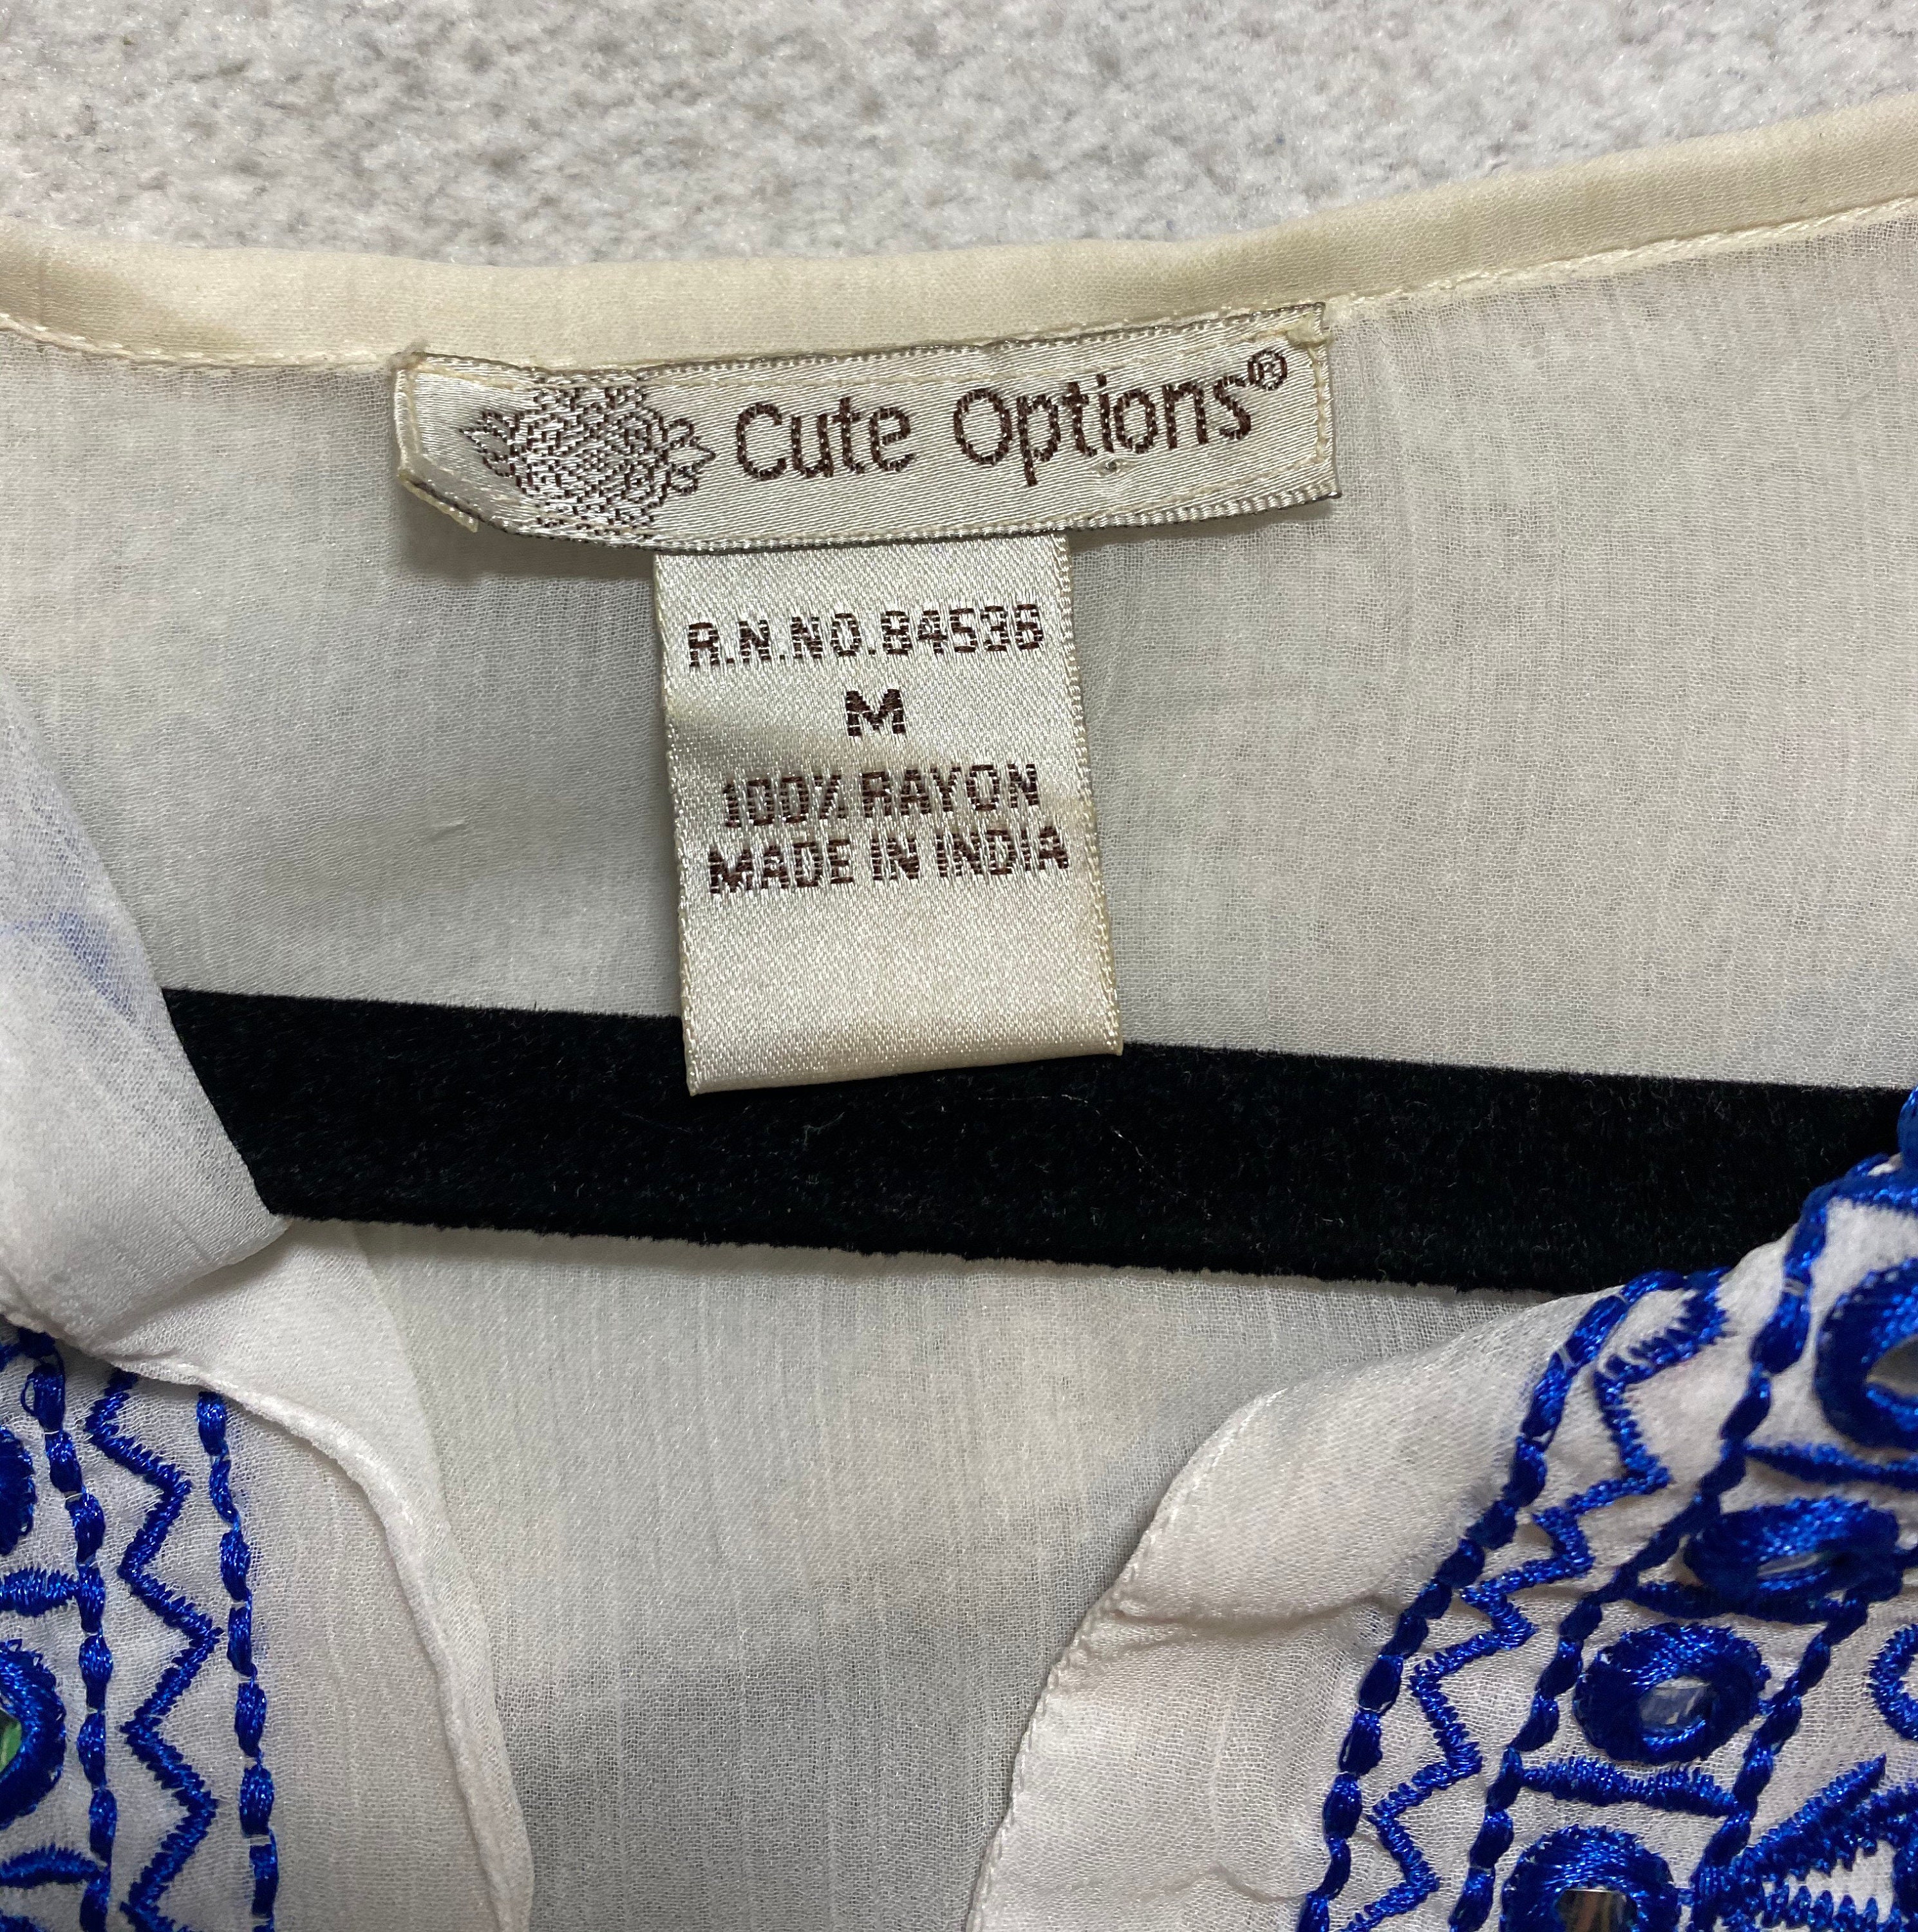 Cute Options®
R.N.NO.84536
M
100% RAYON
MADE IN INDIA